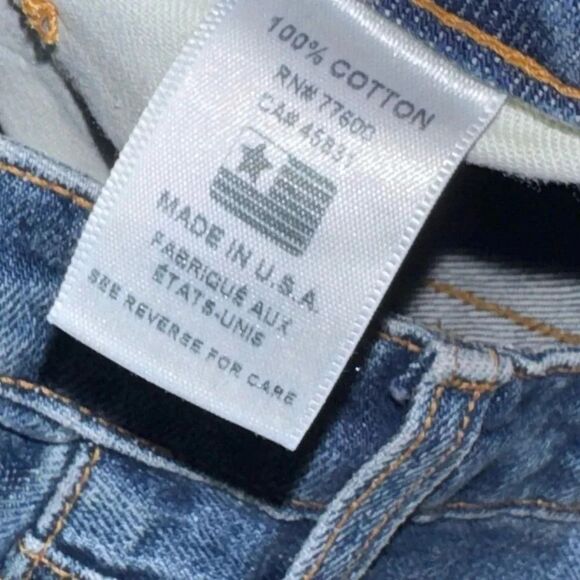 100% COTTON
RN# 77600
CA# 45831
MADE IN U.S.A.
FABRIQUÉ AUX
ÉTATS-UNIS
SEE REVERSE FOR CARE